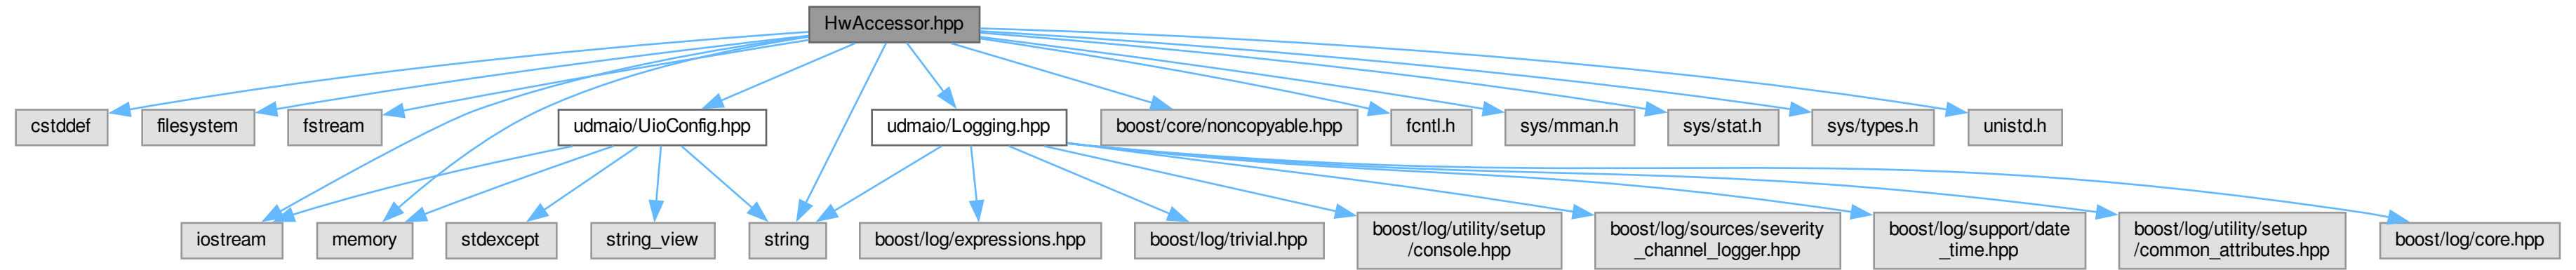 HwAccessor.hpp
cstddef
filesystem
fstream
udmaio/UioConfig.hpp
udmaio/Logging.hpp
boost/core/noncopyable.hpp
fcntl.h
sys/mman.h
sys/stat.h
sys/types.h
unistd.h
iostream
memory
stdexcept
string_view
string
boost/log/expressions.hpp
boost/log/trivial.hpp
boost/log/utility/setup
/console.hpp
boost/log/sources/severity
_channel_logger.hpp
boost/log/support/date
_time.hpp
boost/log/utility/setup
/common_attributes.hpp
boost/log/core.hpp